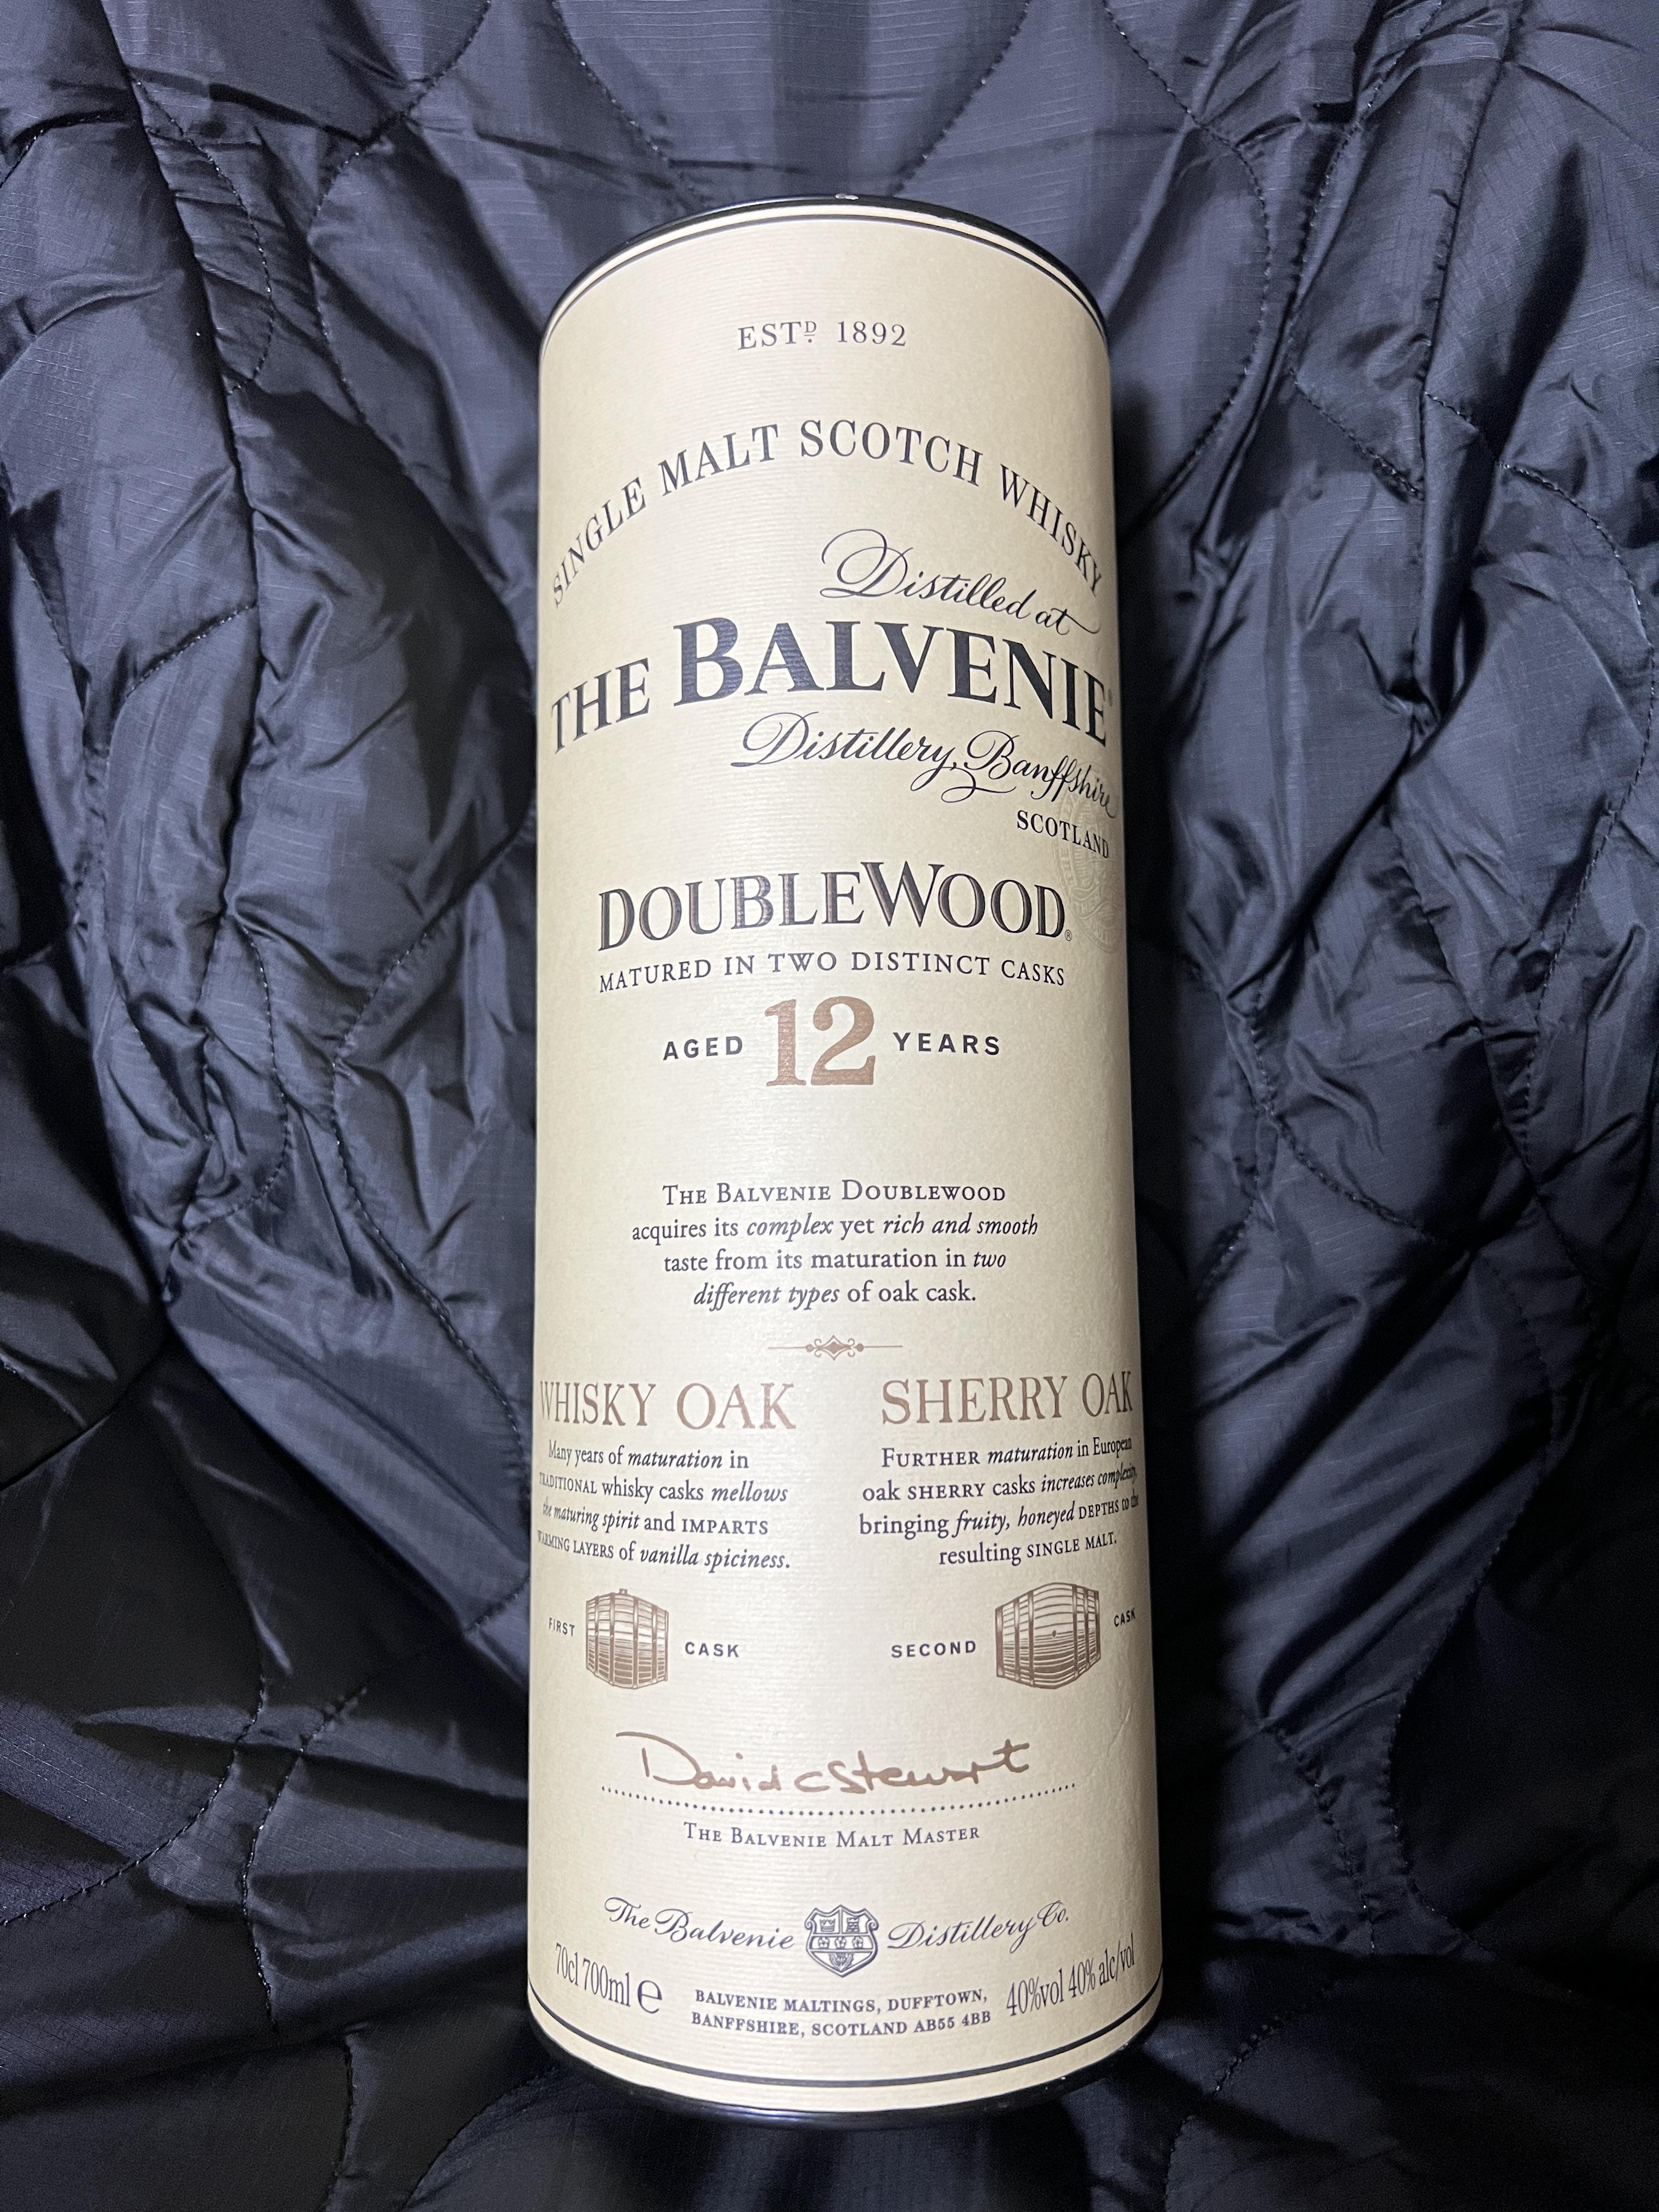 ESTD 1892
SINGLE MALT SCOTCH WHISKY
Distilled at
THE BALVENIE
Distillery, Banffshire
SCOTLAND
DOUBLEWOOD®
MATURED IN TWO DISTINCT CASKS
AGED 12 YEARS
THE BALVENIE DOUBLEWOOD
acquires its complex yet rich and smooth
taste from its maturation in two
different types of oak cask.
WHISKY OAK
Many years of maturation in
TRADITIONAL whisky casks mellows
the maturing spirit and IMPARTS
WARMING LAYERS of vanilla spiciness.
FIRST CASK
SHERRY OAK
FURTHER maturation in European
oak SHERRY casks increases complexity,
bringing fruity, honeyed DEPTHS to the
resulting SINGLE MALT.
SECOND CASK
David C Stewart
THE BALVENIE MALT MASTER
The Balvenie Distillery Co.
70cl 700ml e
BALVENIE MALTINGS, DUFFTOWN,
BANFFSHIRE, SCOTLAND AB55 4BB
40%vol 40% alc/vol